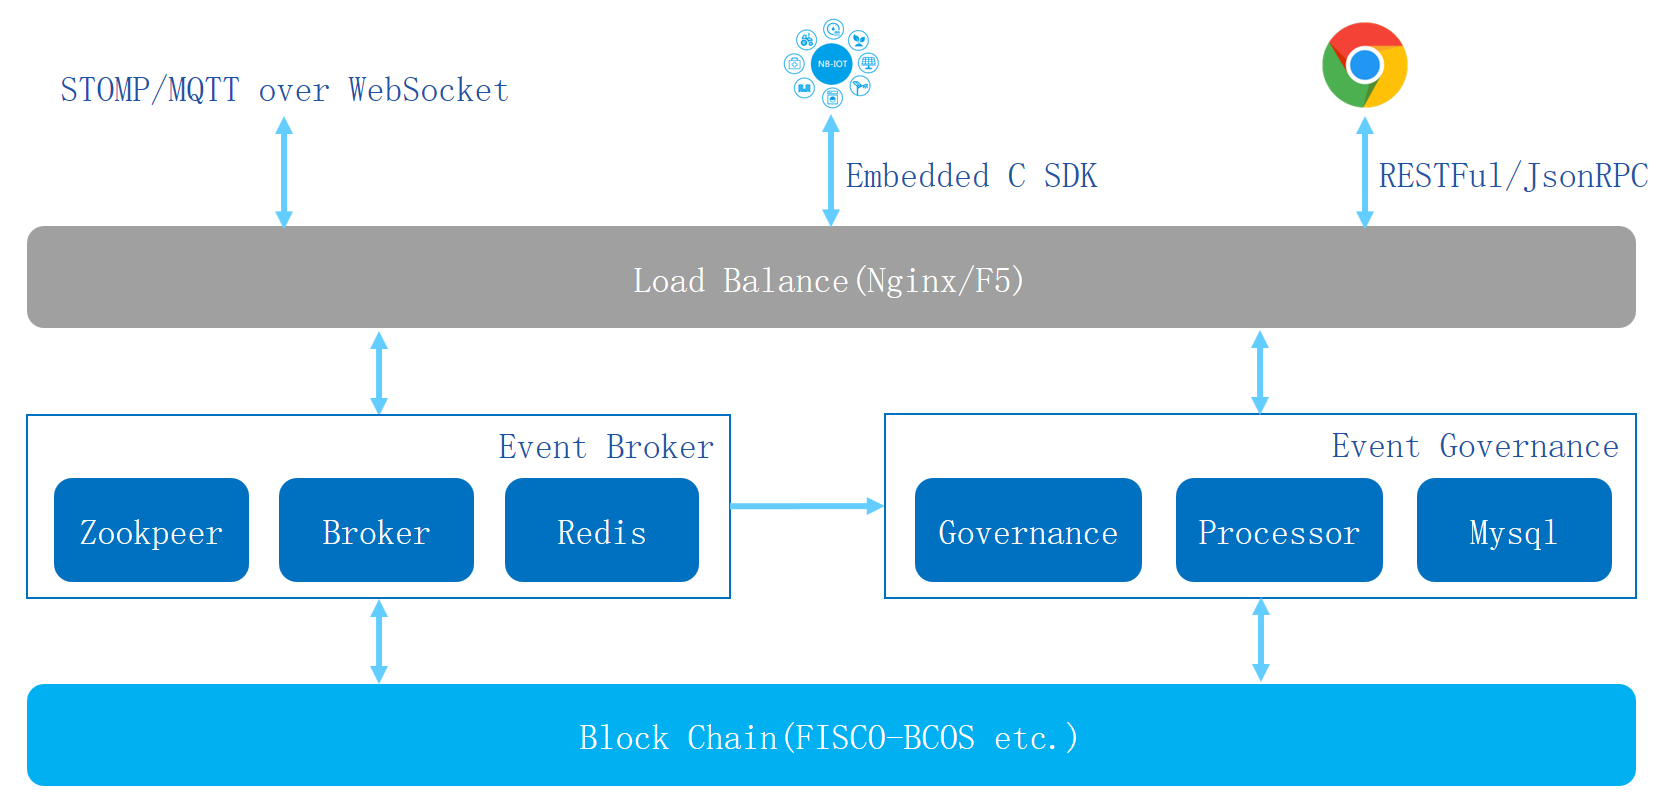 STOMP/MQTT over WebSocket
NB-IOT
Embedded C SDK
RESTFul/JsonRPC
Load Balance(Nginx/F5)
Event Broker
Zookpeer
Broker
Redis
Event Governance
Governance
Processor
Mysql
Block Chain(FISCO-BCOS etc.)